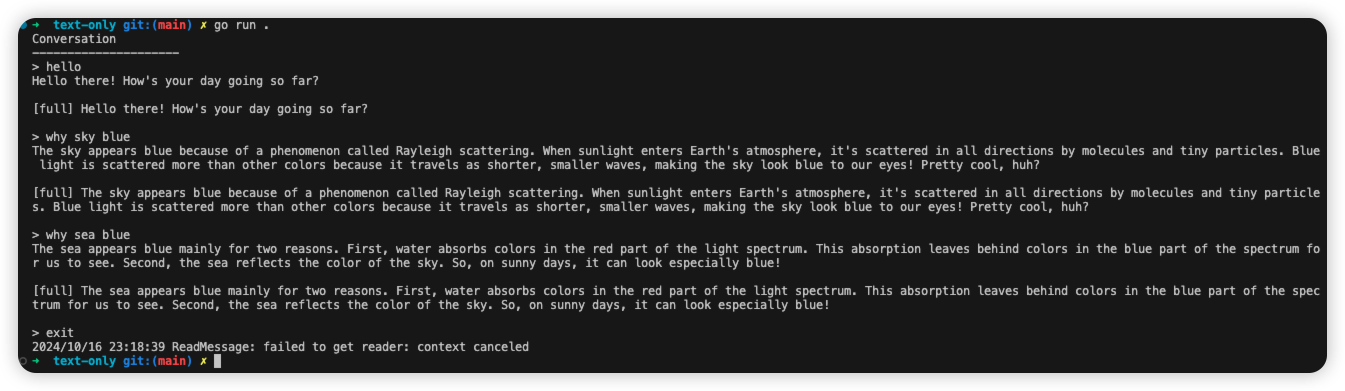 ➜  text-only git:(main) ✗ go run .
Conversation
---------------------
> hello
Hello there! How's your day going so far?
[full] Hello there! How's your day going so far?
> why sky blue
The sky appears blue because of a phenomenon called Rayleigh scattering. When sunlight enters Earth's atmosphere, it's scattered in all directions by molecules and tiny particles. Blue
 light is scattered more than other colors because it travels as shorter, smaller waves, making the sky look blue to our eyes! Pretty cool, huh?
[full] The sky appears blue because of a phenomenon called Rayleigh scattering. When sunlight enters Earth's atmosphere, it's scattered in all directions by molecules and tiny particle
s. Blue light is scattered more than other colors because it travels as shorter, smaller waves, making the sky look blue to our eyes! Pretty cool, huh?
> why sea blue
The sea appears blue mainly for two reasons. First, water absorbs colors in the red part of the light spectrum. This absorption leaves behind colors in the blue part of the spectrum fo
r us to see. Second, the sea reflects the color of the sky. So, on sunny days, it can look especially blue!
[full] The sea appears blue mainly for two reasons. First, water absorbs colors in the red part of the light spectrum. This absorption leaves behind colors in the blue part of the spec
trum for us to see. Second, the sea reflects the color of the sky. So, on sunny days, it can look especially blue!
> exit
2024/10/16 23:18:39 ReadMessage: failed to get reader: context canceled
➜  text-only git:(main) ✗